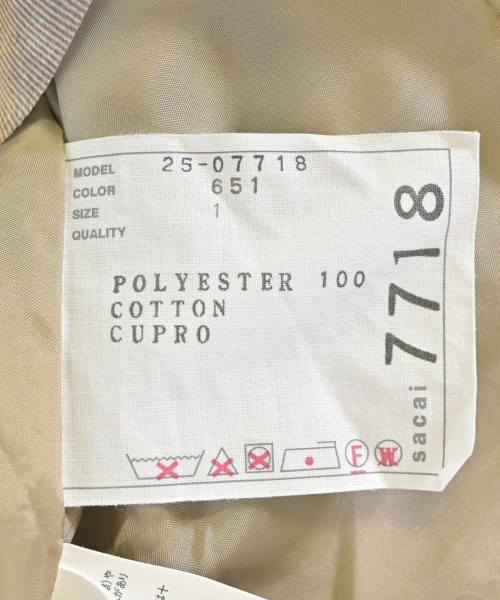 MODEL 25-07718
COLOR 651
SIZE 1
QUALITY
POLYESTER 100
COTTON
CUPRO
F W
sacai 7718